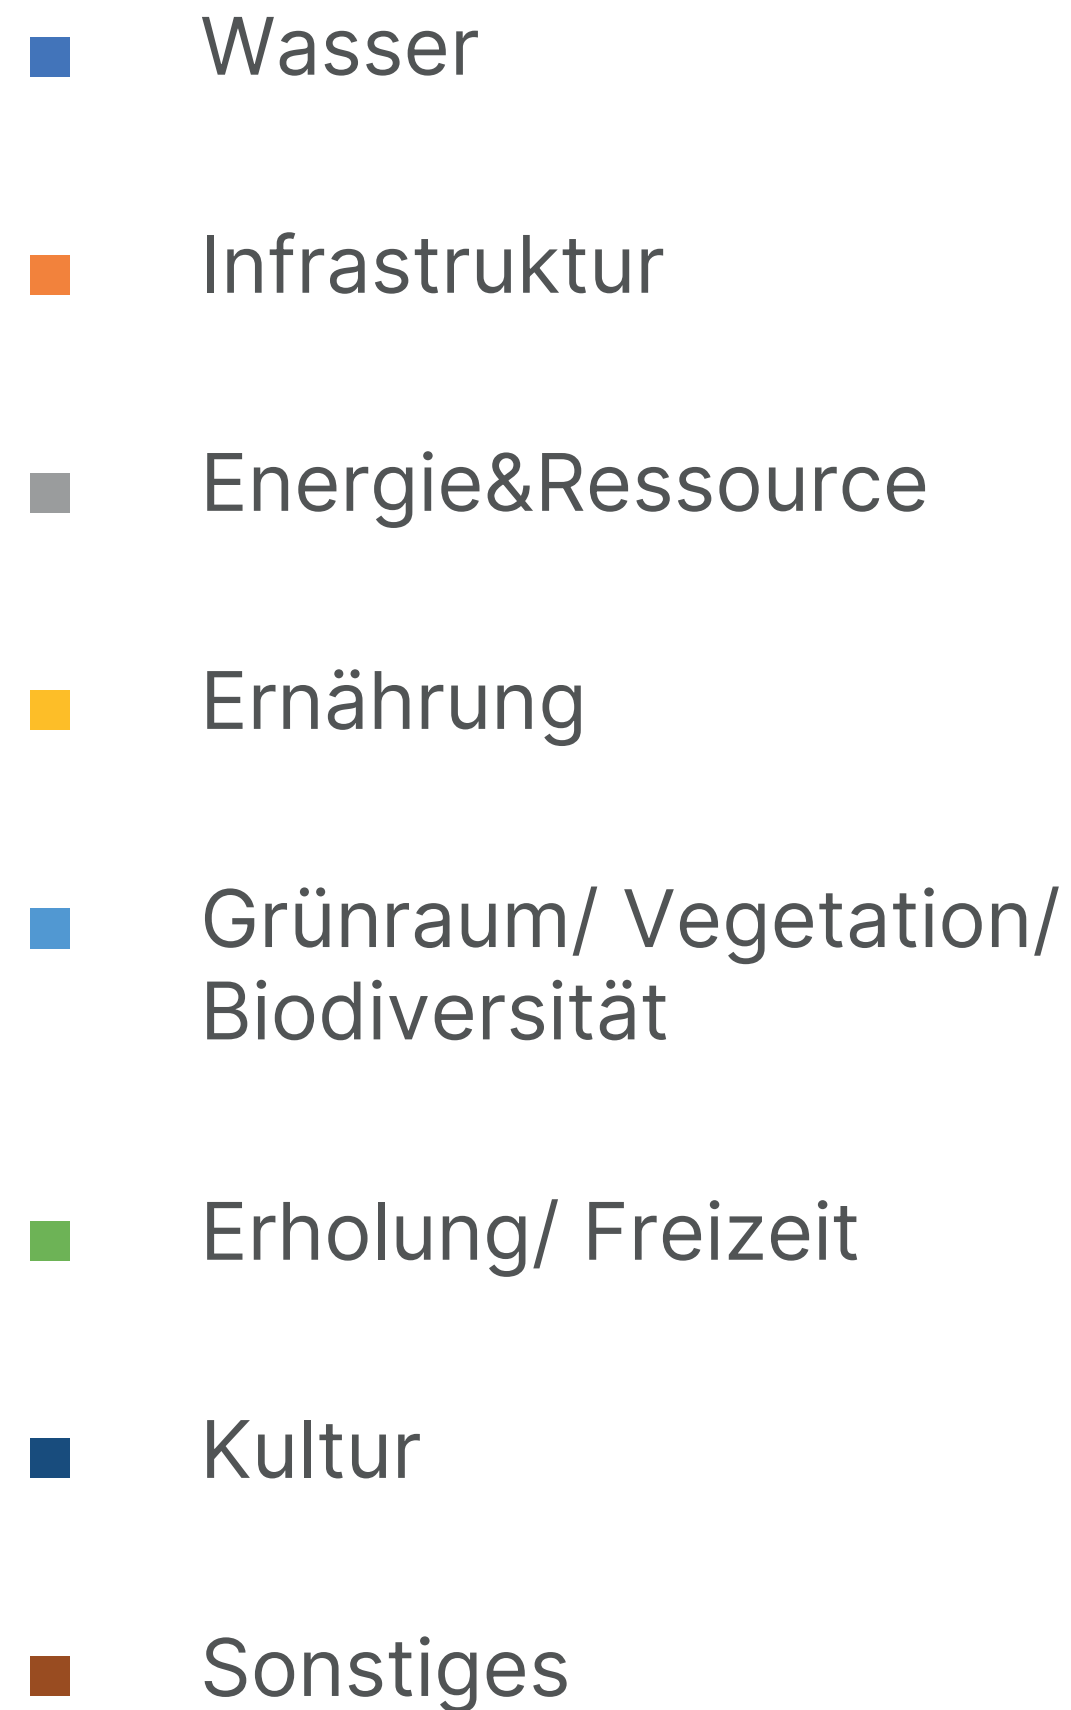 Wasser
Infrastruktur
Energie&Ressource
Ernährung
Grünraum/ Vegetation/
Biodiversität
Erholung/ Freizeit
Kultur
Sonstiges